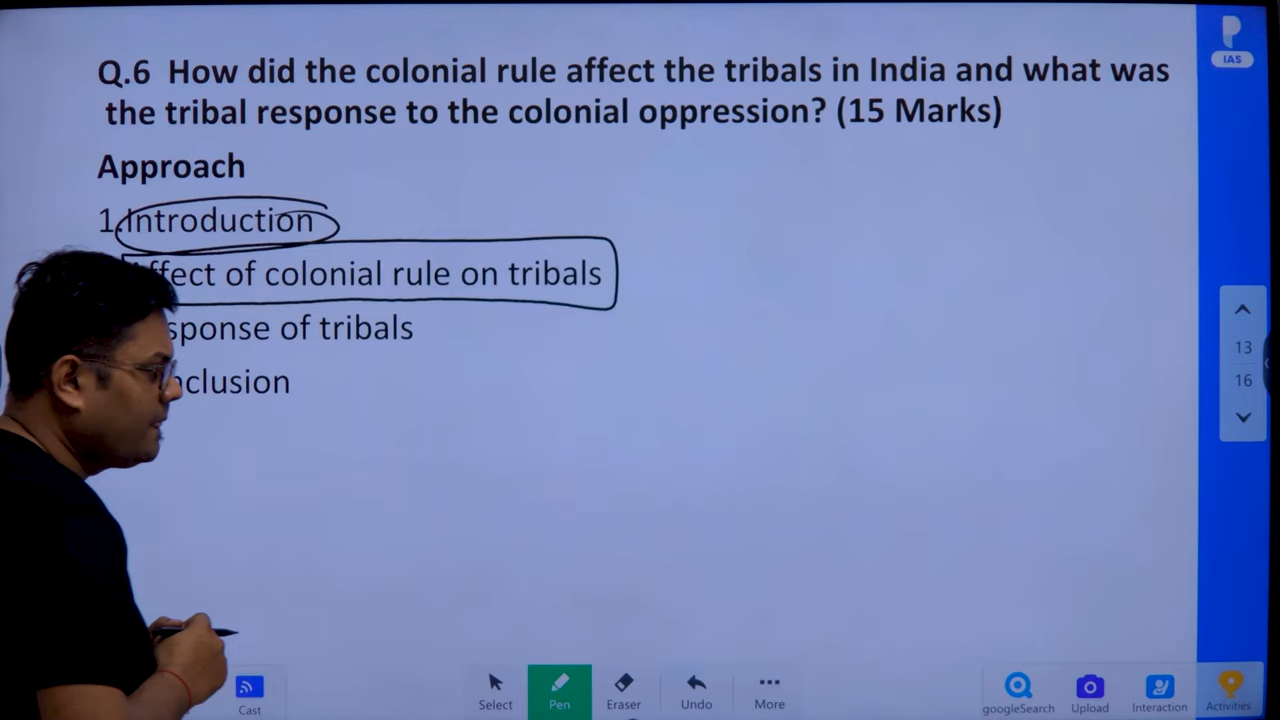 Q.6 How did the colonial rule affect the tribals in India and what was
the tribal response to the colonial oppression? (15 Marks)
Approach
1.Introduction
ffect of colonial rule on tribals
sponse of tribals
nclusion
IAS
13
16
Cast
Select
Pen
Eraser
Undo
More
googleSearch
Upload
Interaction
Activities